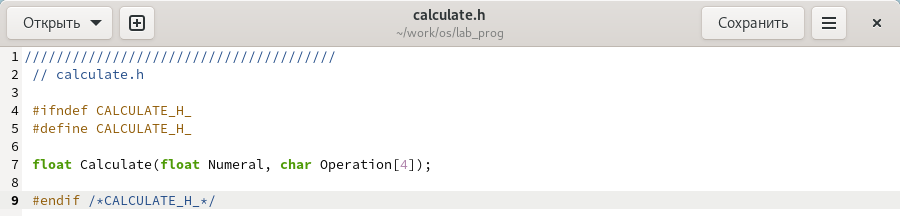 Открыть
calculate.h
~/work/os/lab_prog
Сохранить
1 ///////////////////////////////////////
2 // calculate.h
3
4 #ifndef CALCULATE_H_
5 #define CALCULATE_H_
6
7 float Calculate(float Numeral, char Operation[4]);
8
9 #endif /*CALCULATE_H_*/